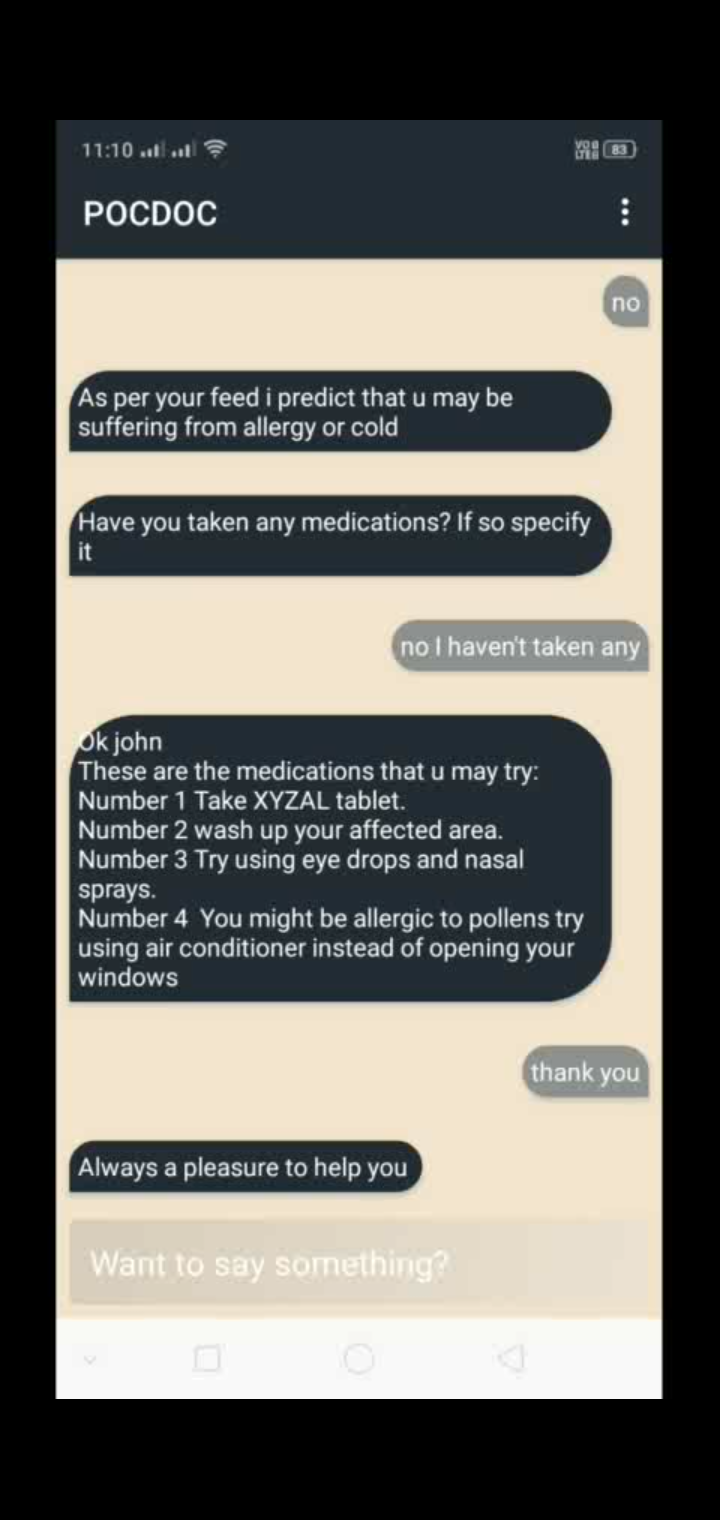 11:10
VO LTE 83
POCDOC
no
As per your feed i predict that u may be
suffering from allergy or cold
Have you taken any medications? If so specify
it
no I haven't taken any
Ok john
These are the medications that u may try:
Number 1 Take XYZAL tablet.
Number 2 wash up your affected area.
Number 3 Try using eye drops and nasal
sprays.
Number 4  You might be allergic to pollens try
using air conditioner instead of opening your
windows
thank you
Always a pleasure to help you
Want to say something?